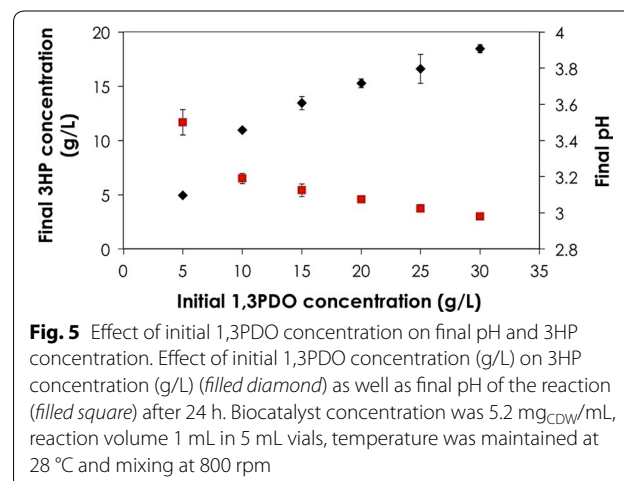 20
15
10
5
0
4
3.8
3.6
3.4
3.2
3
2.8
0 5 10 15 20 25 30 35
Final 3HP concentration
(g/L)
Final pH
Initial 1,3PDO concentration (g/L)
Fig. 5 Effect of initial 1,3PDO concentration on final pH and 3HP
concentration. Effect of initial 1,3PDO concentration (g/L) on 3HP
concentration (g/L) (filled diamond) as well as final pH of the reaction
(filled square) after 24 h. Biocatalyst concentration was 5.2 mgCDW/mL,
reaction volume 1 mL in 5 mL vials, temperature was maintained at
28 °C and mixing at 800 rpm